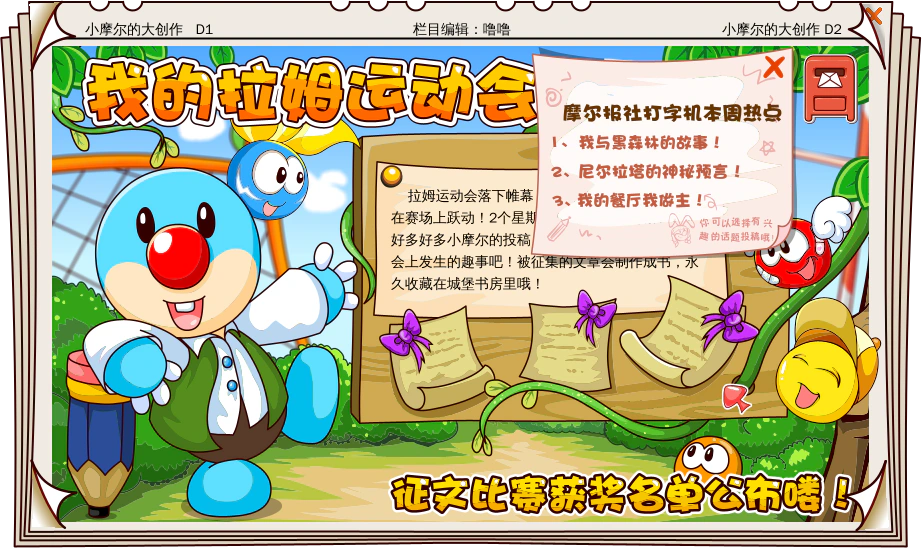 小摩尔的大创作 D1
栏目编辑：噜噜
小摩尔的大创作 D2
我的拉姆运动会
摩尔报社打字机本周热点
1、我与黑森林的故事！
2、尼尔拉塔的神秘预言！
3、我的餐厅我做主！
你可以选择有兴
趣的话题投稿哦！
拉姆运动会落下帷幕
在赛场上跃动！2个星期
好多好多小摩尔的投稿
会上发生的趣事吧！被征集的文章会制作成书，永
久收藏在城堡书房里哦！
征文比赛获奖名单公布喽！